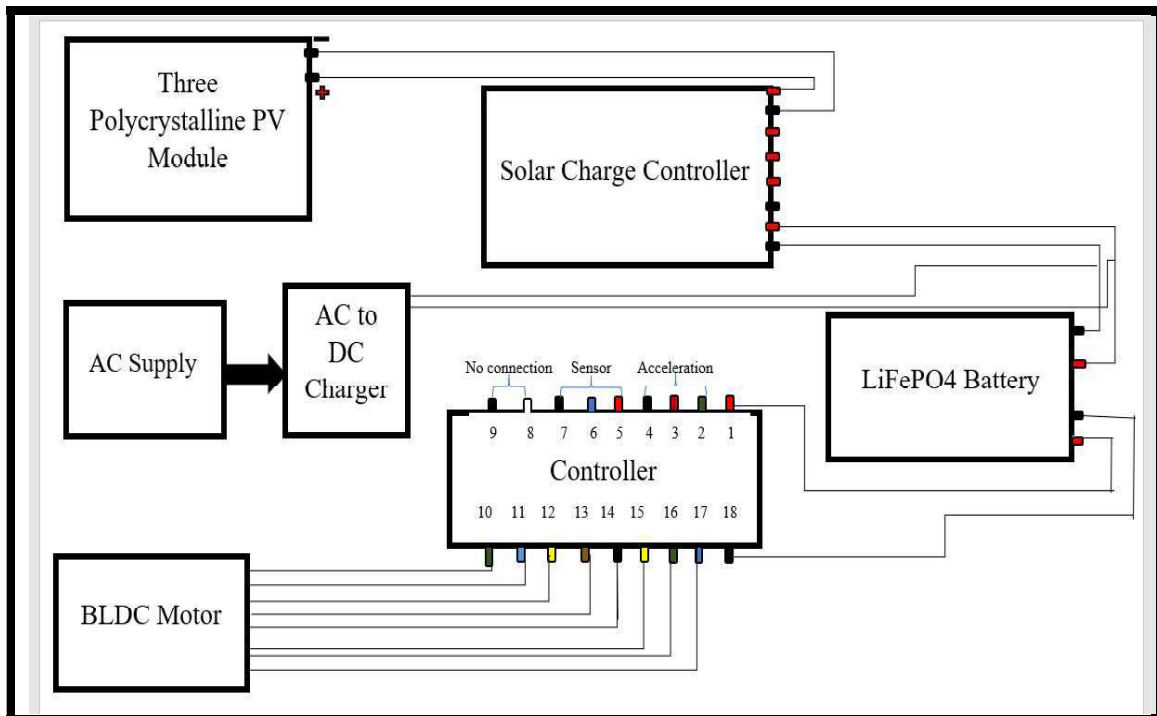 Three
Polycrystalline PV
Module
Solar Charge Controller
AC Supply
AC to
DC
Charger
LiFePO4 Battery
No connection Sensor Acceleration
9 8 7 6 5 4 3 2 1
Controller
10 11 12 13 14 15 16 17 18
BLDC Motor